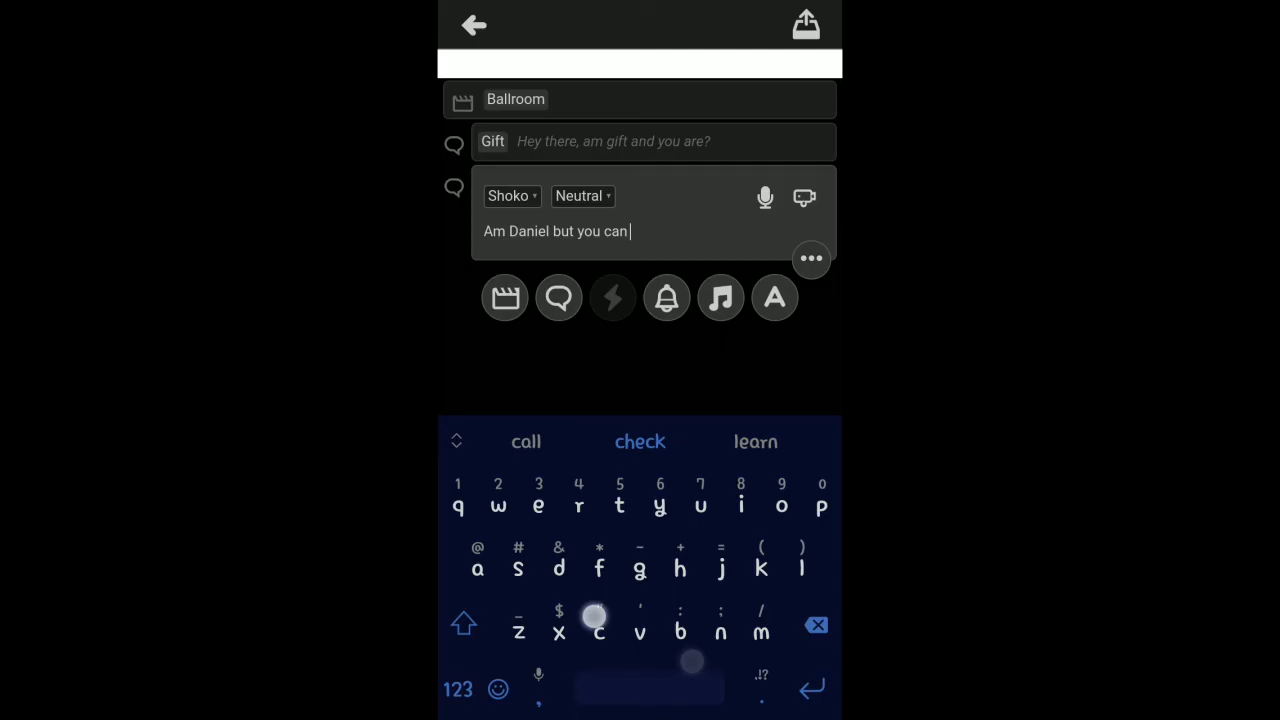 Ballroom
Gift Hey there, am gift and you are?
Shoko Neutral
Am Daniel but you can
A
call check learn
1 2 3 4 5 6 7 8 9 0
q w e r t y u i o p
@ # & * - + = ( )
a s d f g h j k l
_ $ ' : ; /
z x c v b n m
.!?
123 , .